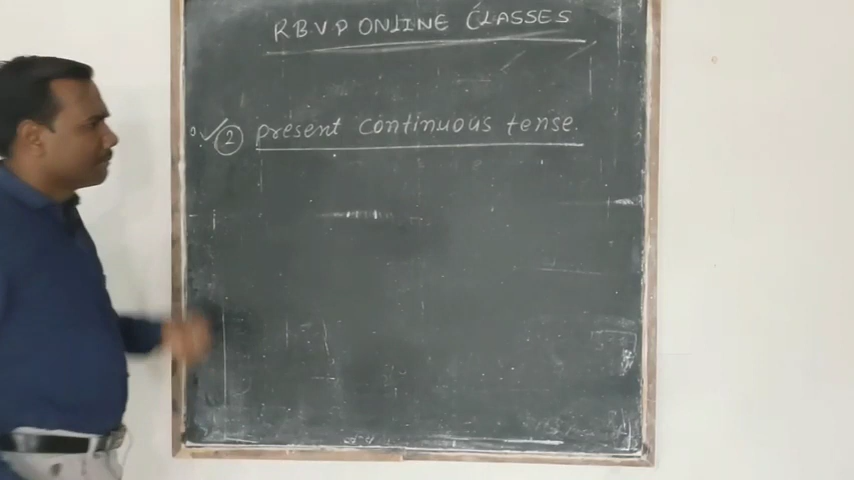 RBVP ONLINE CLASSES
② present continuous tense.